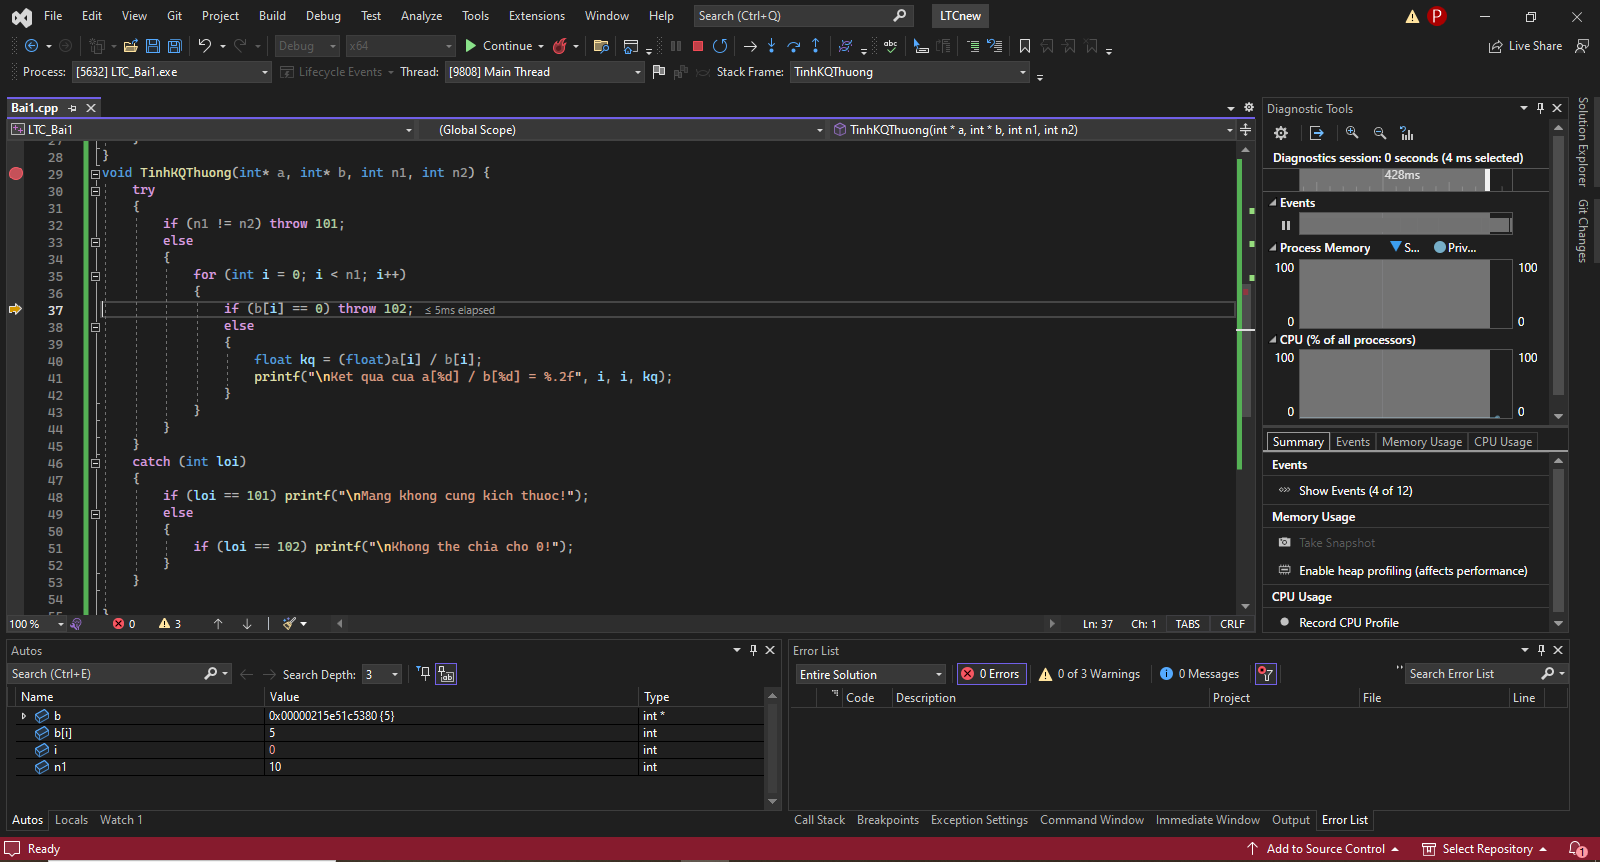 File Edit View Git Project Build Debug Test Analyze Tools Extensions Window Help Search (Ctrl+Q) LTCnew P
Debug x64 Continue Live Share
Process: [5632] LTC_Bai1.exe Lifecycle Events Thread: [9808] Main Thread Stack Frame: TinhKQThuong
Bai1.cpp
LTC_Bai1 (Global Scope) TinhKQThuong(int * a, int * b, int n1, int n2)
27 }
28 }
29 void TinhKQThuong(int* a, int* b, int n1, int n2) {
30 try
31 {
32 if (n1 != n2) throw 101;
33 else
34 {
35 for (int i = 0; i < n1; i++)
36 {
37 if (b[i] == 0) throw 102; ≤ 5ms elapsed
38 else
39 {
40 float kq = (float)a[i] / b[i];
41 printf("\nKet qua cua a[%d] / b[%d] = %.2f", i, i, kq);
42 }
43 }
44 }
45 }
46 catch (int loi)
47 {
48 if (loi == 101) printf("\nMang khong cung kich thuoc!");
49 else
50 {
51 if (loi == 102) printf("\nKhong the chia cho 0!");
52 }
53 }
54
55 }
100 % 0 3 Ln: 37 Ch: 1 TABS CRLF
Diagnostic Tools
Diagnostics session: 0 seconds (4 ms selected)
428ms
Events
Process Memory S... Priv...
100 100
0 0
CPU (% of all processors)
100 100
0 0
Summary Events Memory Usage CPU Usage
Events
Show Events (4 of 12)
Memory Usage
Take Snapshot
Enable heap profiling (affects performance)
CPU Usage
Record CPU Profile
Solution Explorer
Git Changes
Autos
Search (Ctrl+E) Search Depth: 3
Name Value Type
b 0x00000215e51c5380 {5} int *
b[i] 5 int
i 0 int
n1 10 int
Autos Locals Watch 1
Error List
Entire Solution 0 Errors 0 of 3 Warnings 0 Messages Search Error List
Code Description Project File Line
Call Stack Breakpoints Exception Settings Command Window Immediate Window Output Error List
Ready Add to Source Control Select Repository 1